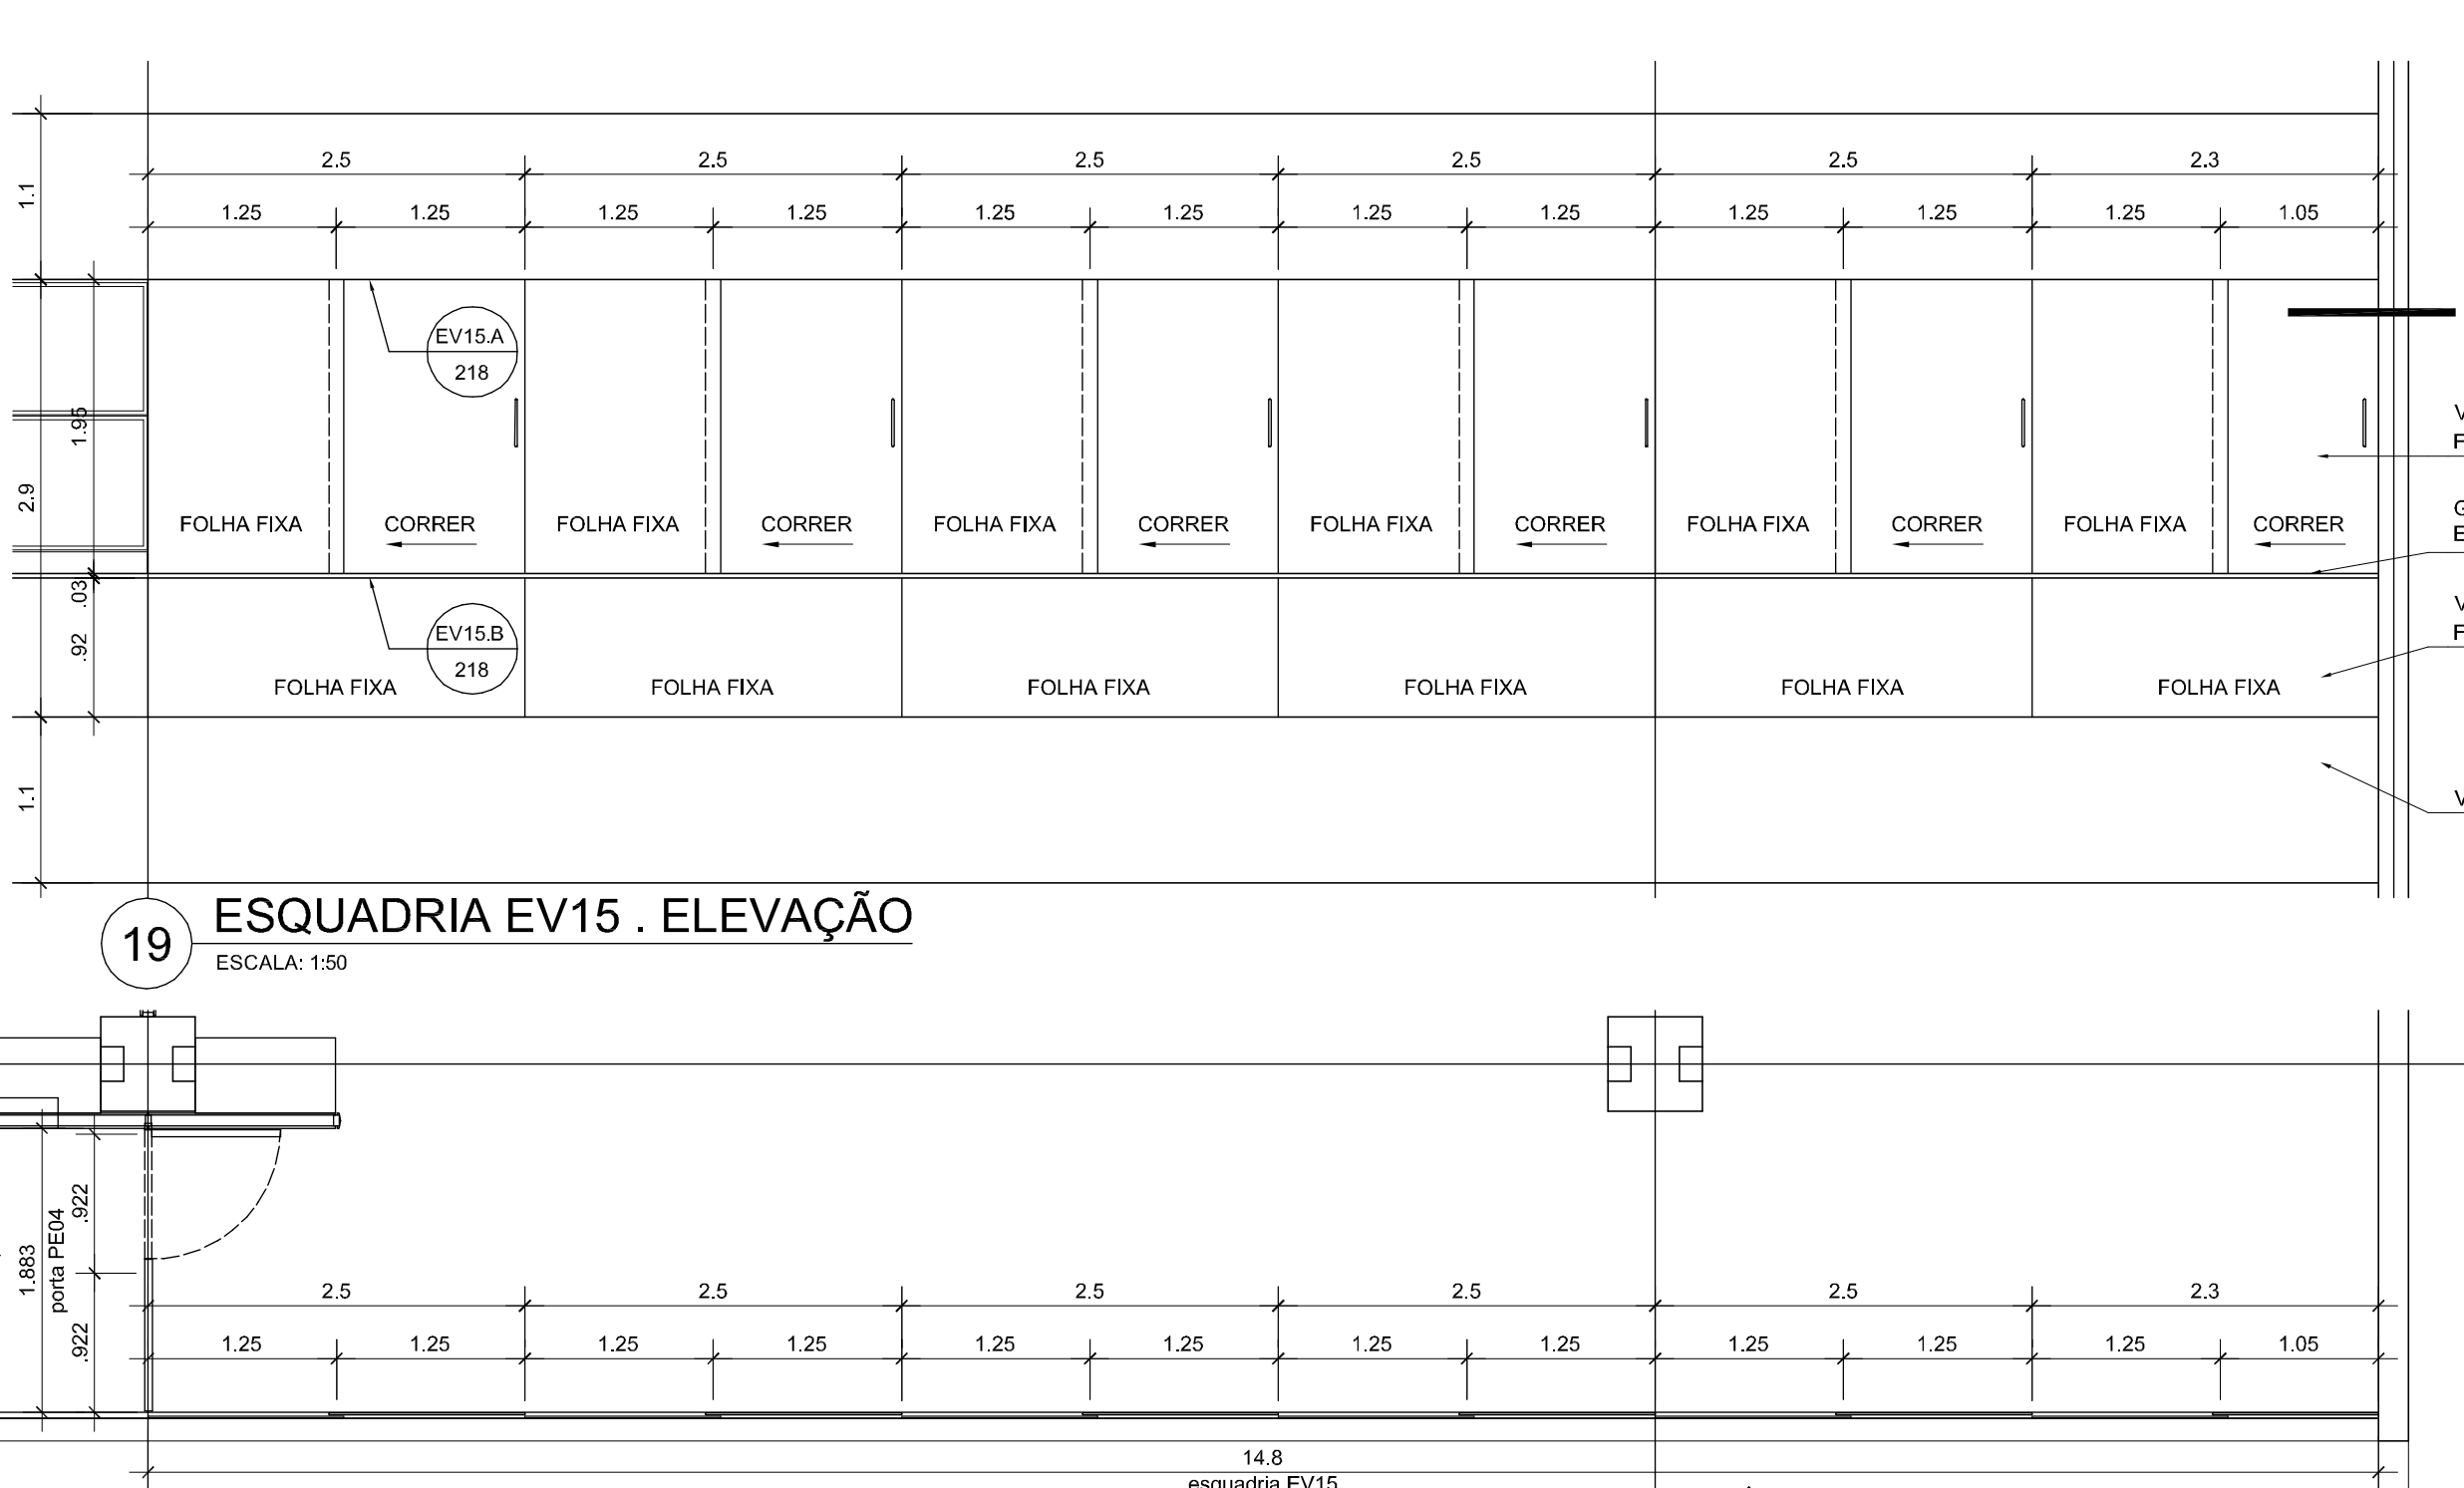 2.5 2.5 2.5 2.5 2.5 2.3
1.1
1.25 1.25 1.25 1.25 1.25 1.25 1.25 1.25 1.25 1.25 1.25 1.05
EV15.A
218
1.95
2.9
FOLHA FIXA CORRER FOLHA FIXA CORRER FOLHA FIXA CORRER FOLHA FIXA CORRER FOLHA FIXA CORRER FOLHA FIXA CORRER
.03
EV15.B
218
.92
FOLHA FIXA FOLHA FIXA FOLHA FIXA FOLHA FIXA FOLHA FIXA FOLHA FIXA
1.1
19
ESQUADRIA EV15 . ELEVAÇÃO
ESCALA: 1:50
.922
1.883
porta PE04
.922
2.5 2.5 2.5 2.5 2.5 2.3
1.25 1.25 1.25 1.25 1.25 1.25 1.25 1.25 1.25 1.25 1.25 1.05
14.8
esquadria EV15